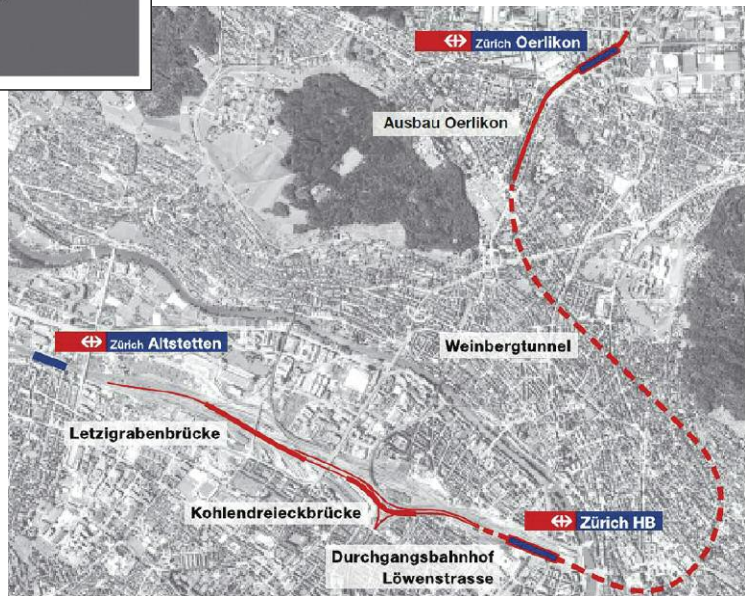 Zürich Oerlikon
Ausbau Oerlikon
Weinbergtunnel
Zürich Altstetten
Letzigrabenbrücke
Kohlendreieckbrücke
Zürich HB
Durchgangsbahnhof
Löwenstrasse